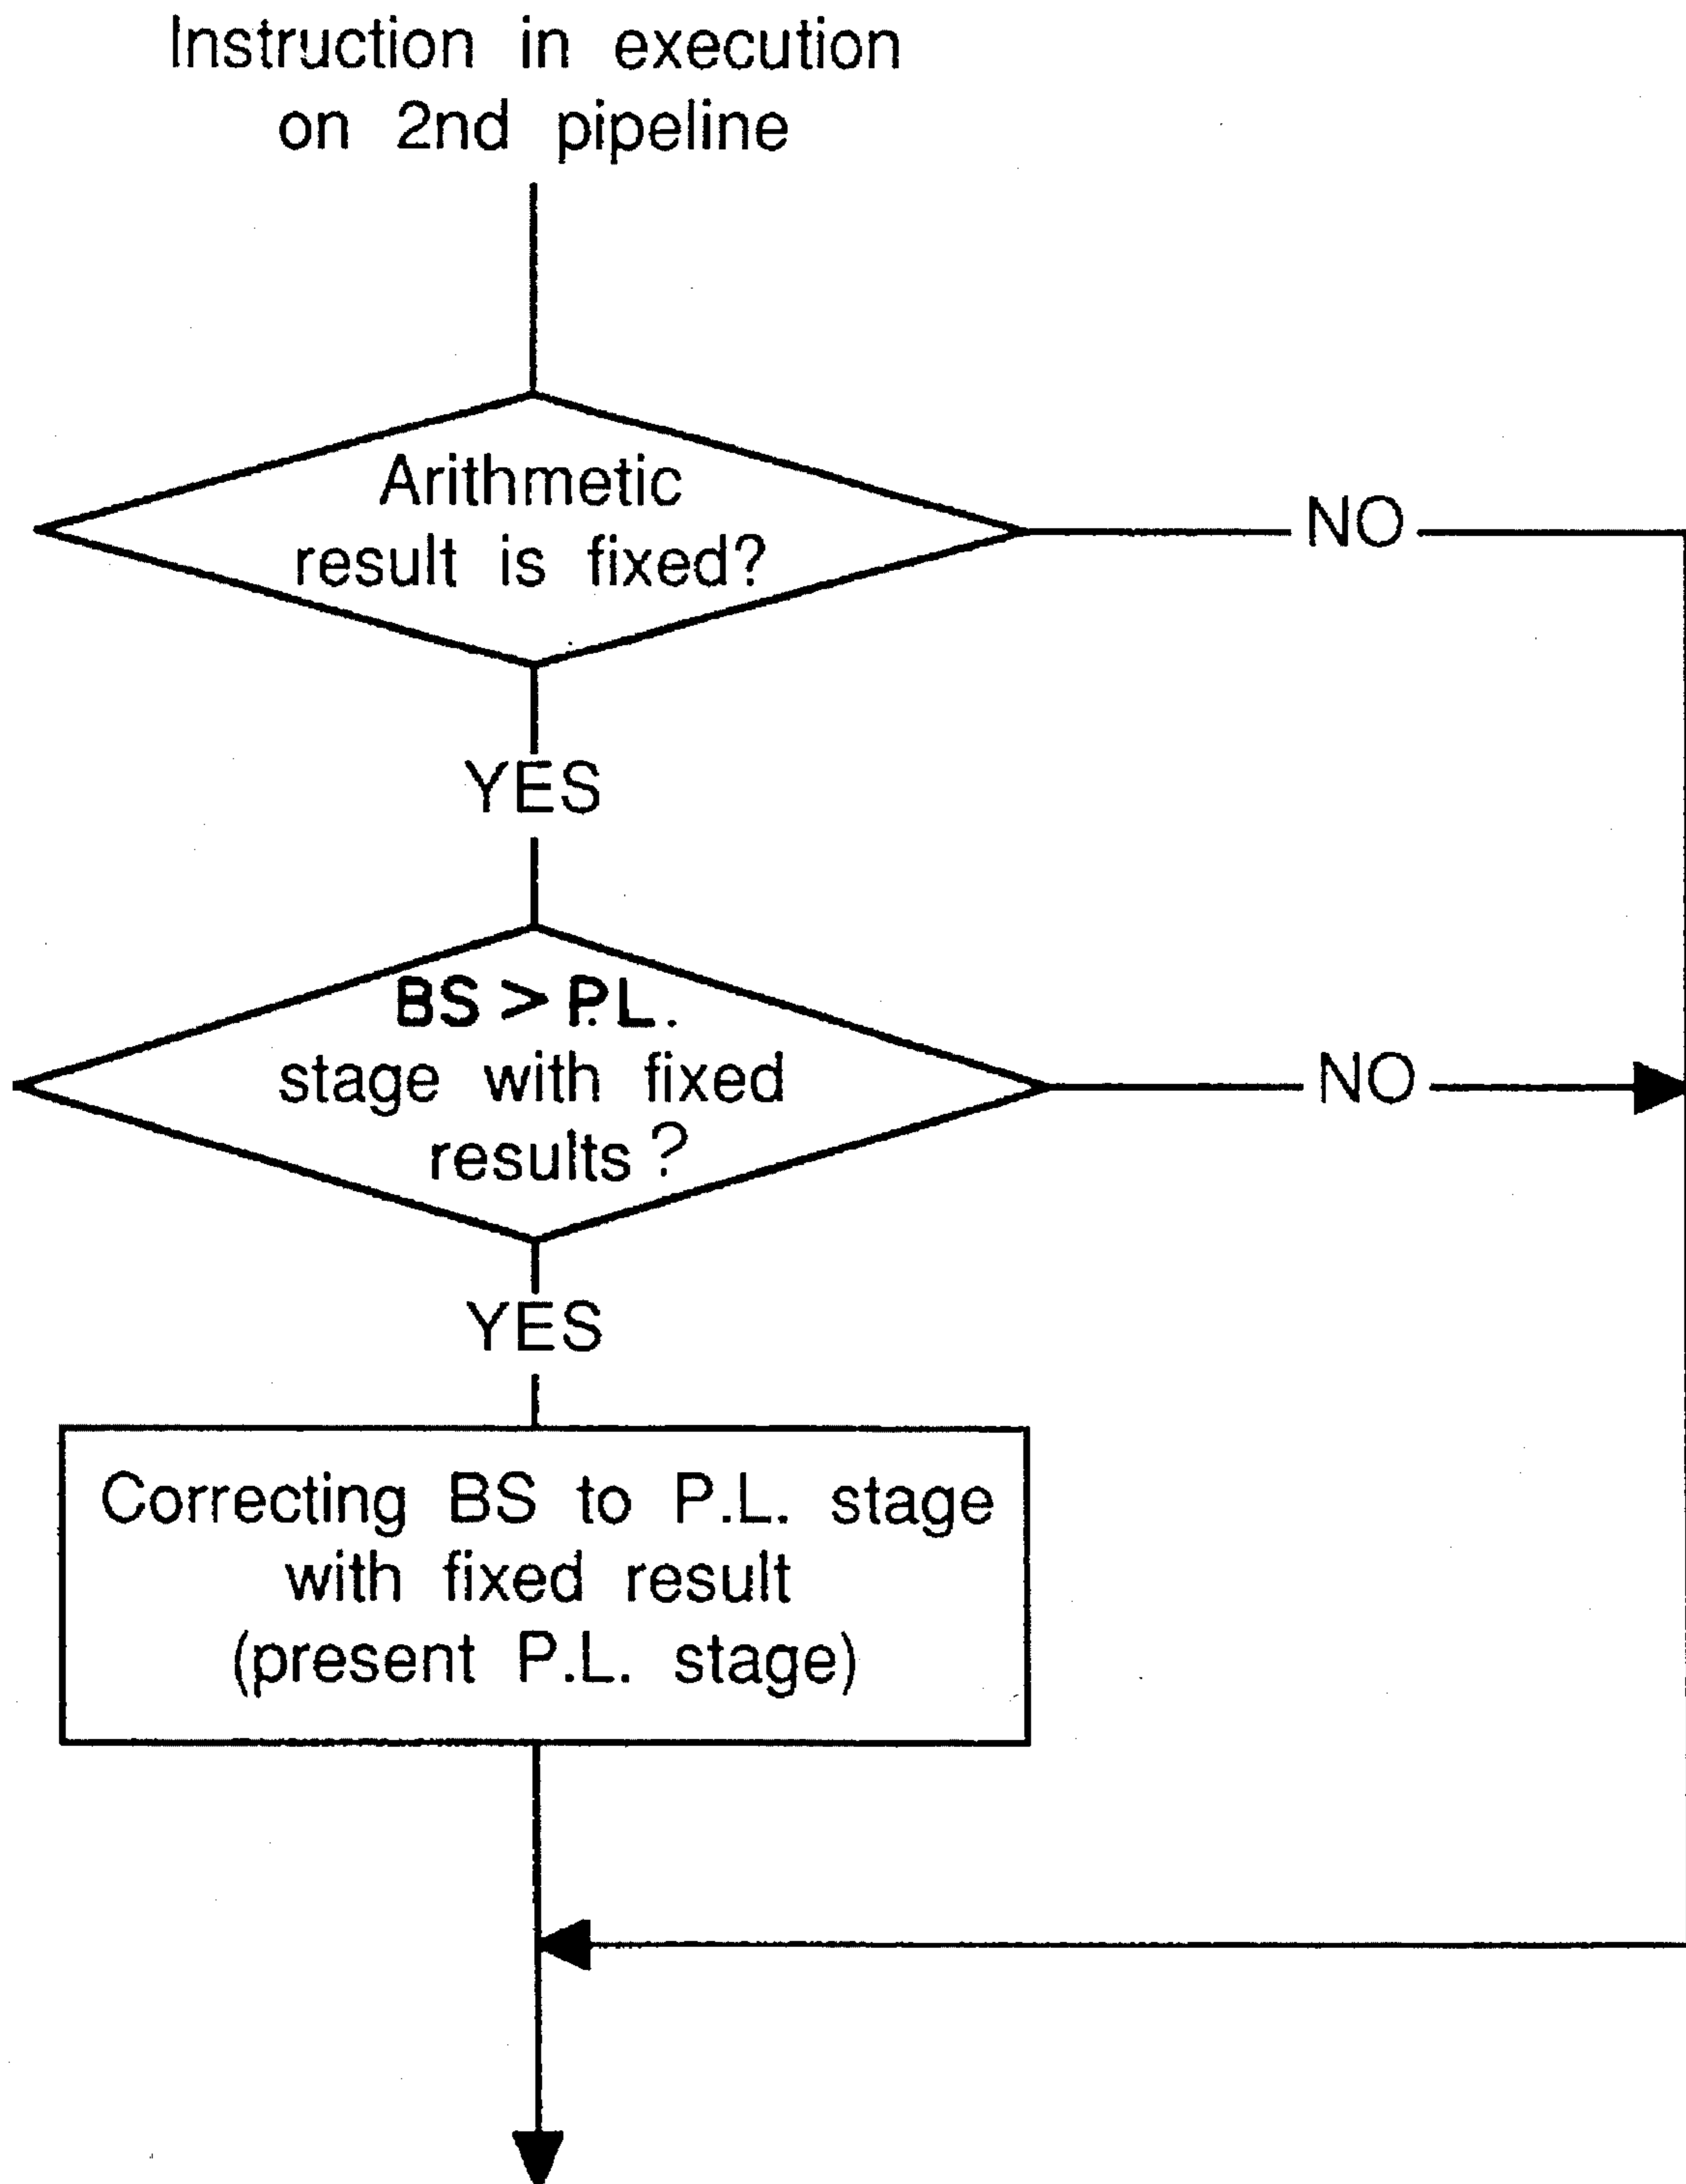 Instruction in execution
on 2nd pipeline
Arithmetic
result is fixed?
NO
YES
BS > P.L.
stage with fixed
results ?
NO
YES
Correcting BS to P.L. stage
with fixed result
(present P.L. stage)